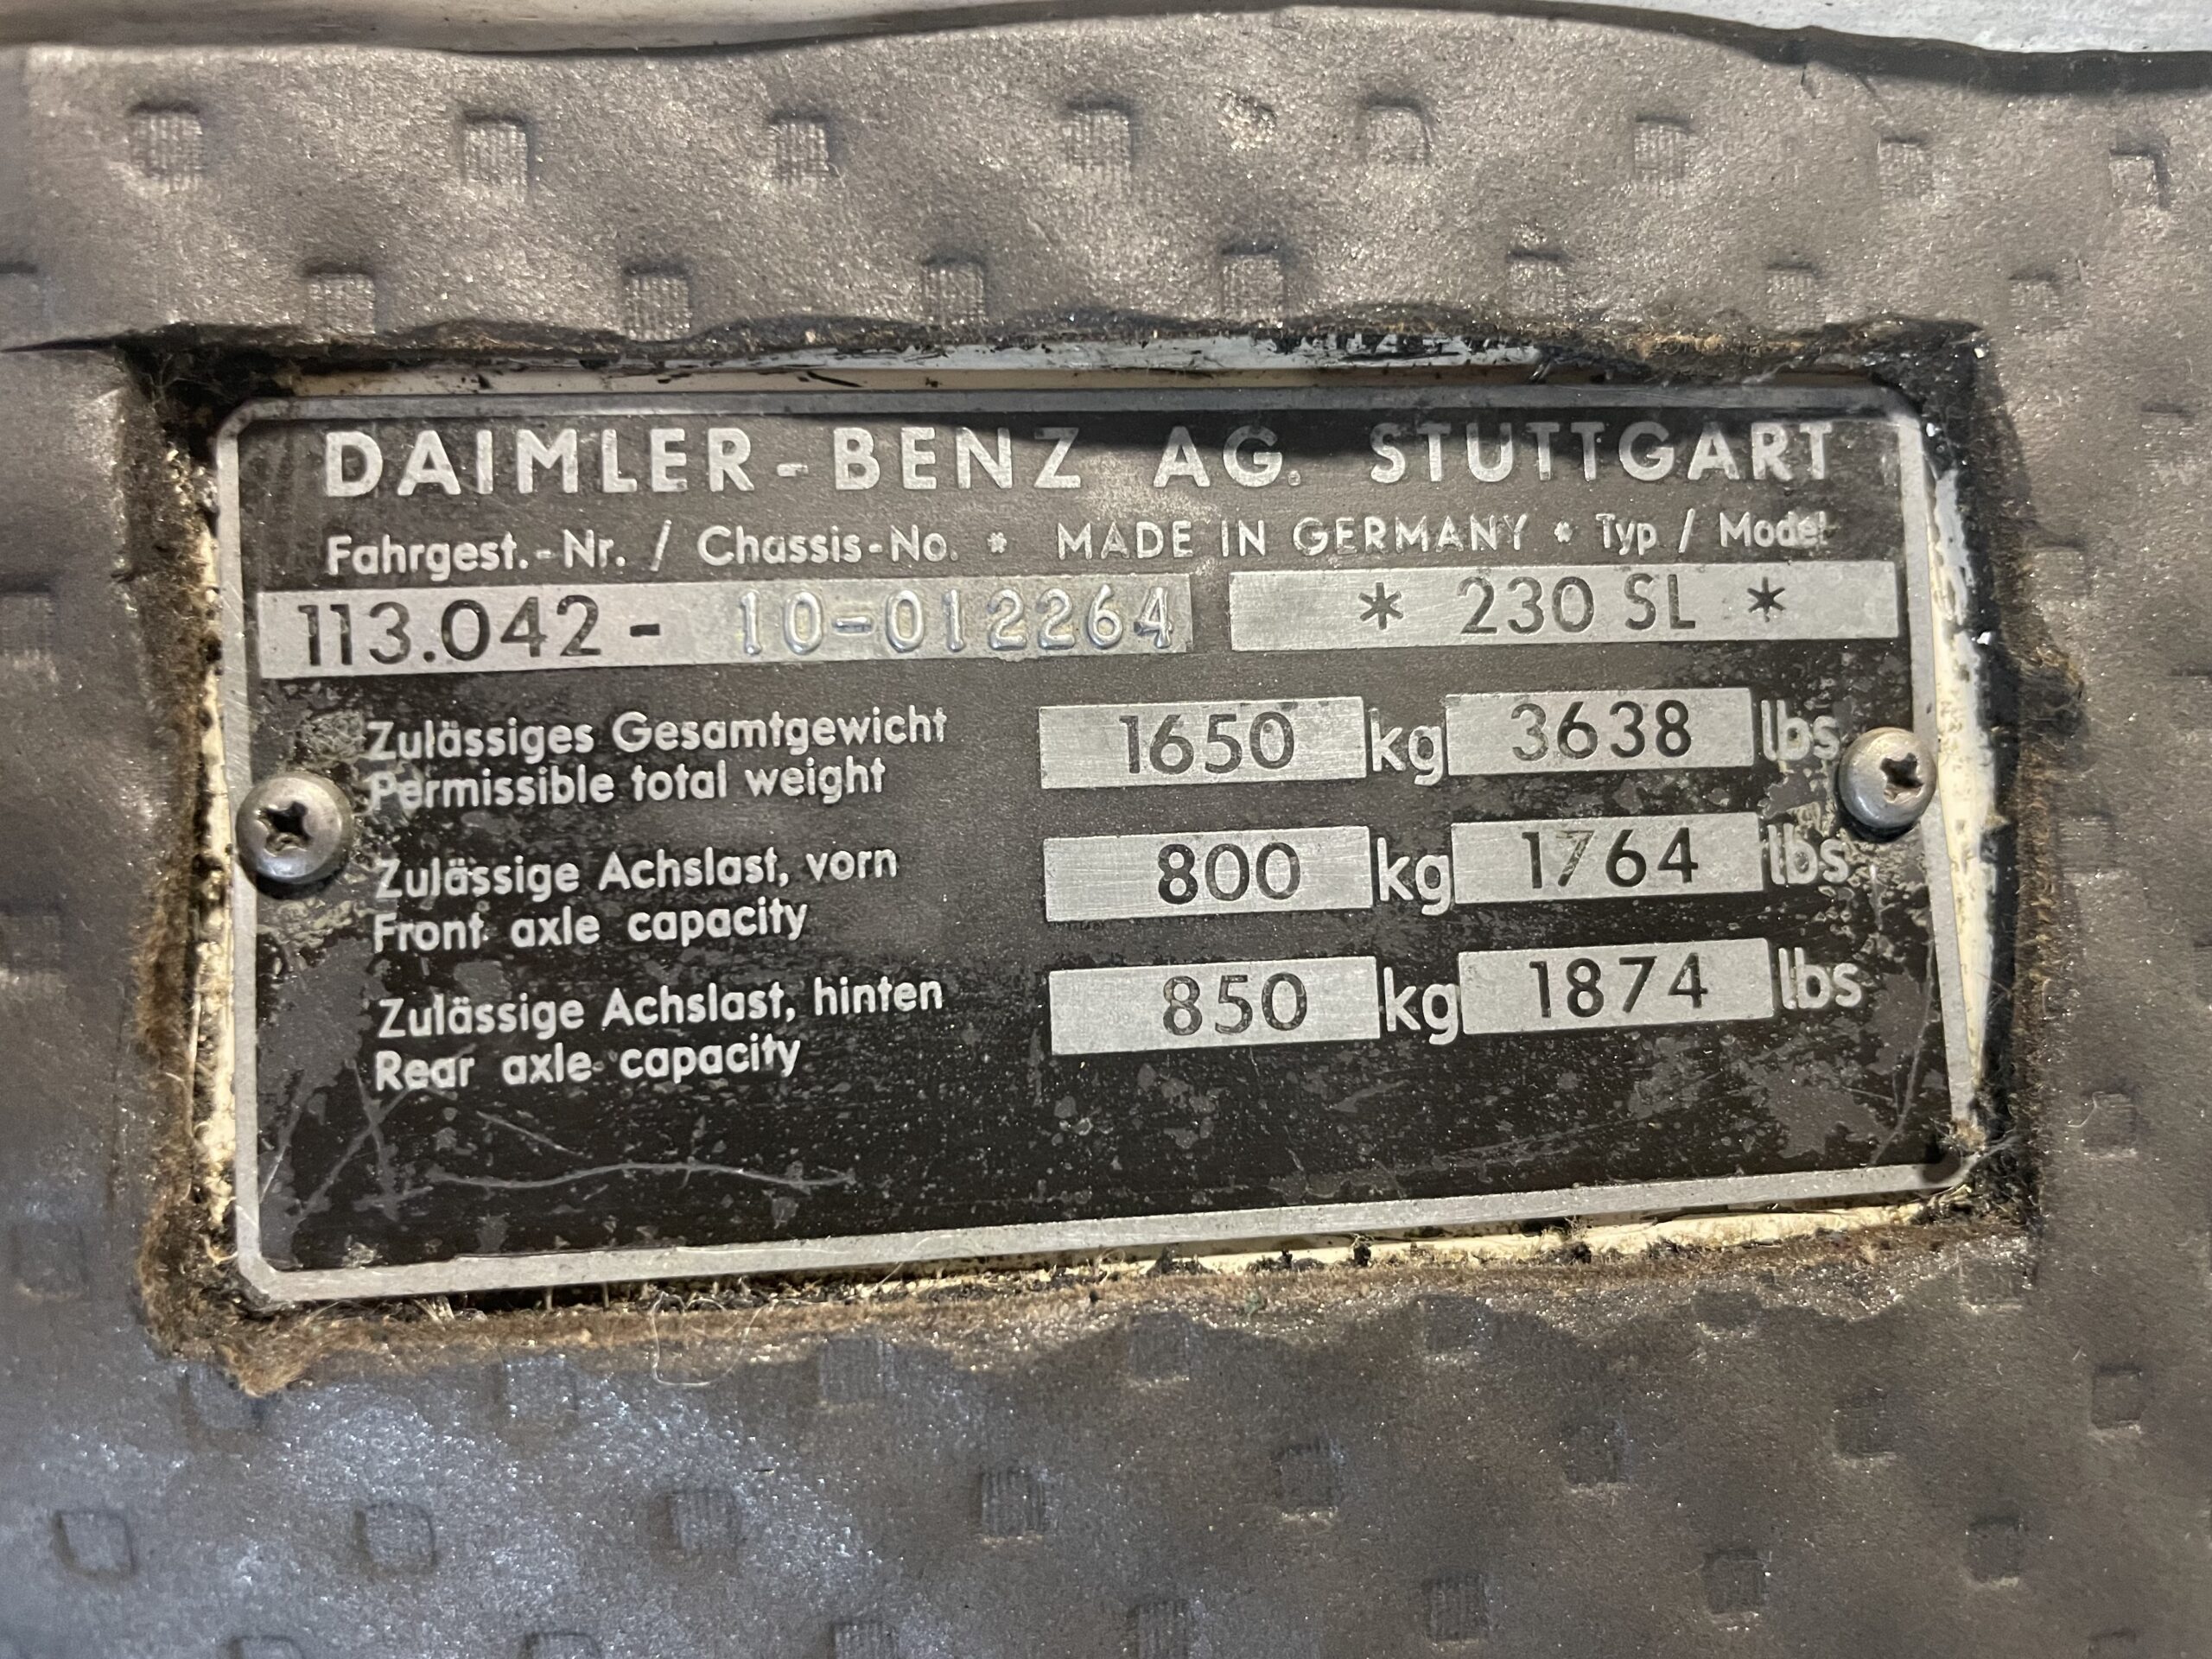 DAIMLER-BENZ AG. STUTTGART
Fahrgest.-Nr. / Chassis-No. * MADE IN GERMANY * Typ / Model
113.042- 10-012264 * 230 SL *
Zulässiges Gesamtgewicht
Permissible total weight 1650 kg 3638 lbs
Zulässige Achslast, vorn
Front axle capacity 800 kg 1764 lbs
Zulässige Achslast, hinten
Rear axle capacity 850 kg 1874 lbs